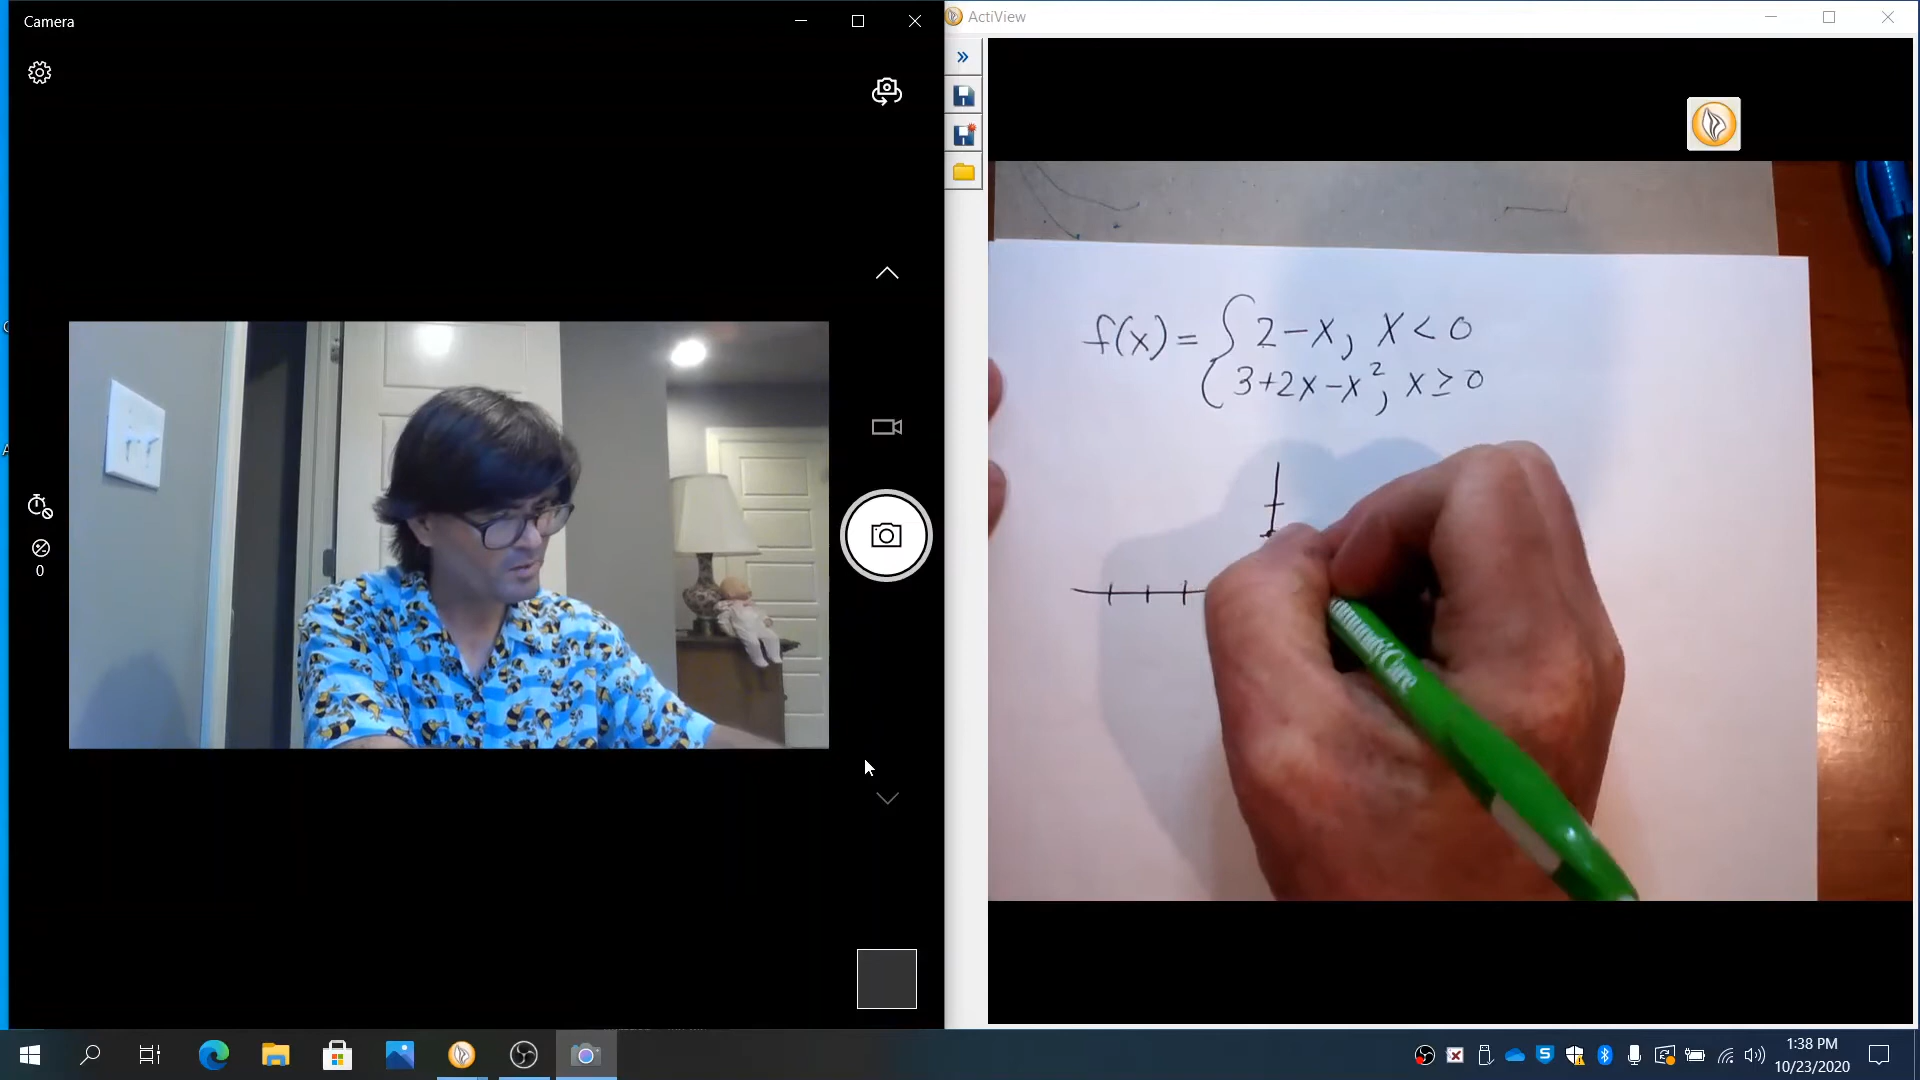 Camera
ActiView
0
f(x) = { 2 - x, x < 0
3 + 2x - x², x ≥ 0
1:38 PM
10/23/2020